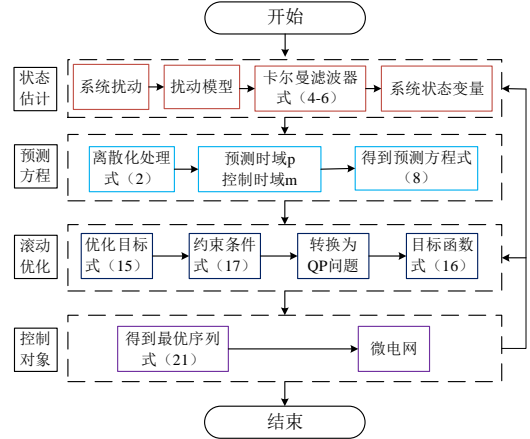 开始
状态
估计
系统扰动
扰动模型
卡尔曼滤波器
式（4-6）
系统状态变量
预测
方程
离散化处理
式（2）
预测时域p
控制时域m
得到预测方程式
（8）
滚动
优化
优化目标
式（15）
约束条件
式（17）
转换为
QP问题
目标函数
式（16）
控制
对象
得到最优序列
式（21）
微电网
结束